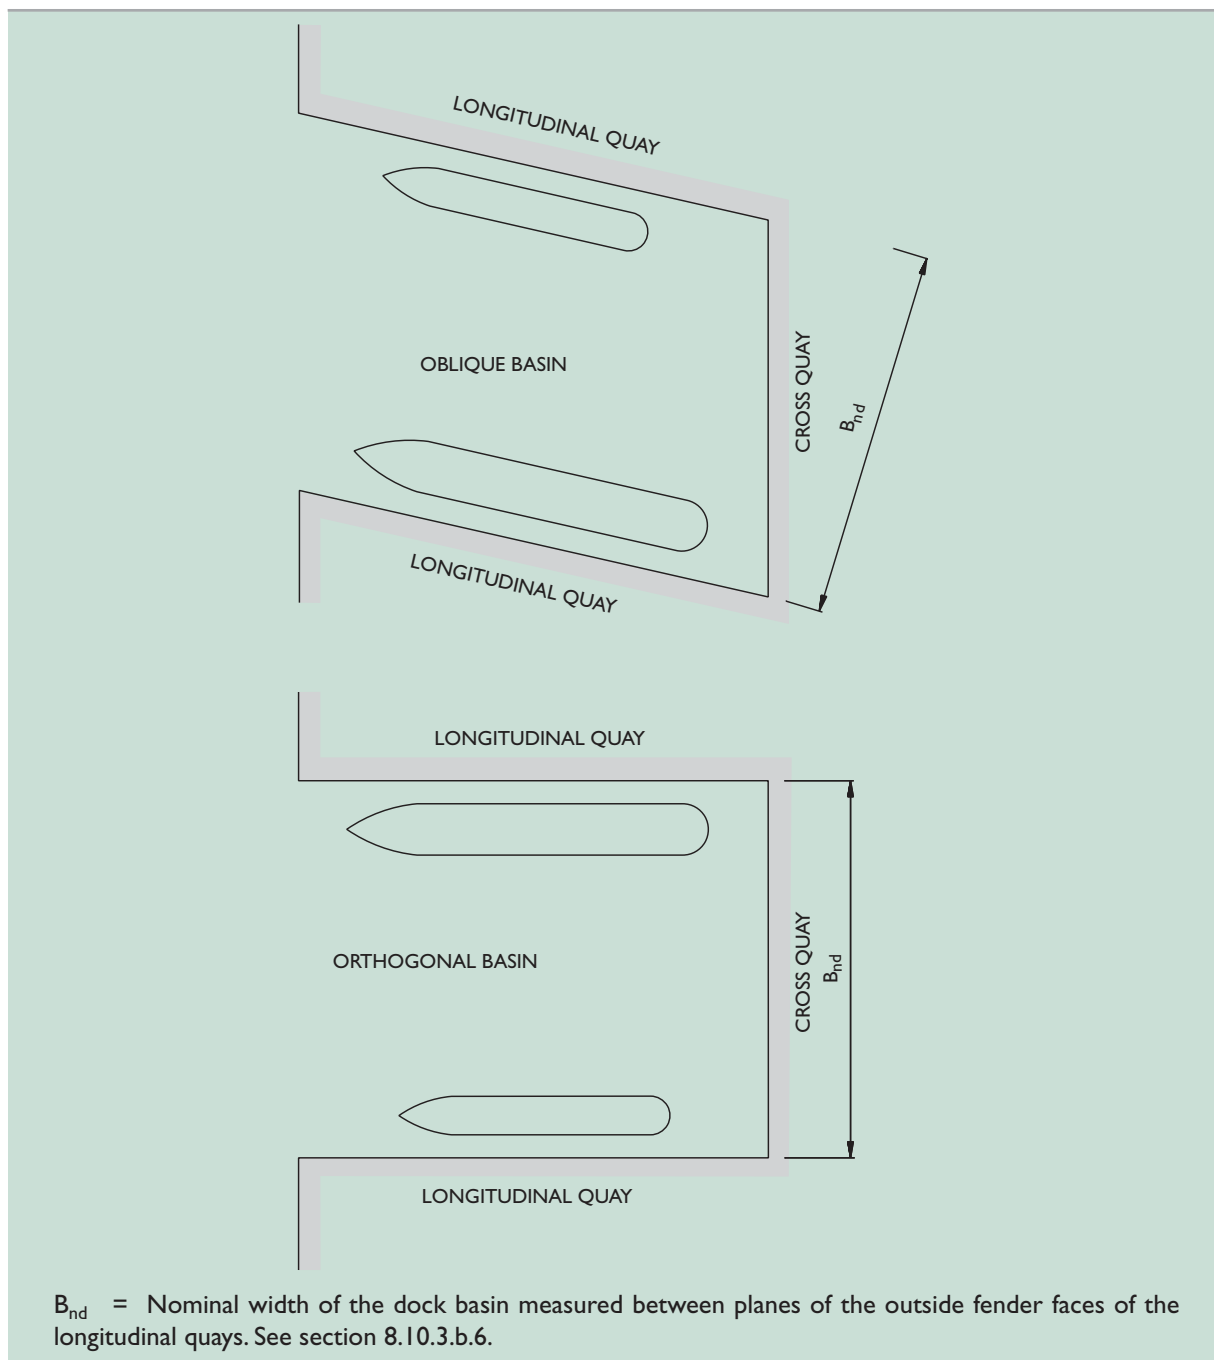 LONGITUDINAL QUAY
OBLIQUE BASIN
CROSS QUAY
Bnd
LONGITUDINAL QUAY
LONGITUDINAL QUAY
ORTHOGONAL BASIN
CROSS QUAY
Bnd
LONGITUDINAL QUAY
Bnd = Nominal width of the dock basin measured between planes of the outside fender faces of the
longitudinal quays. See section 8.10.3.b.6.